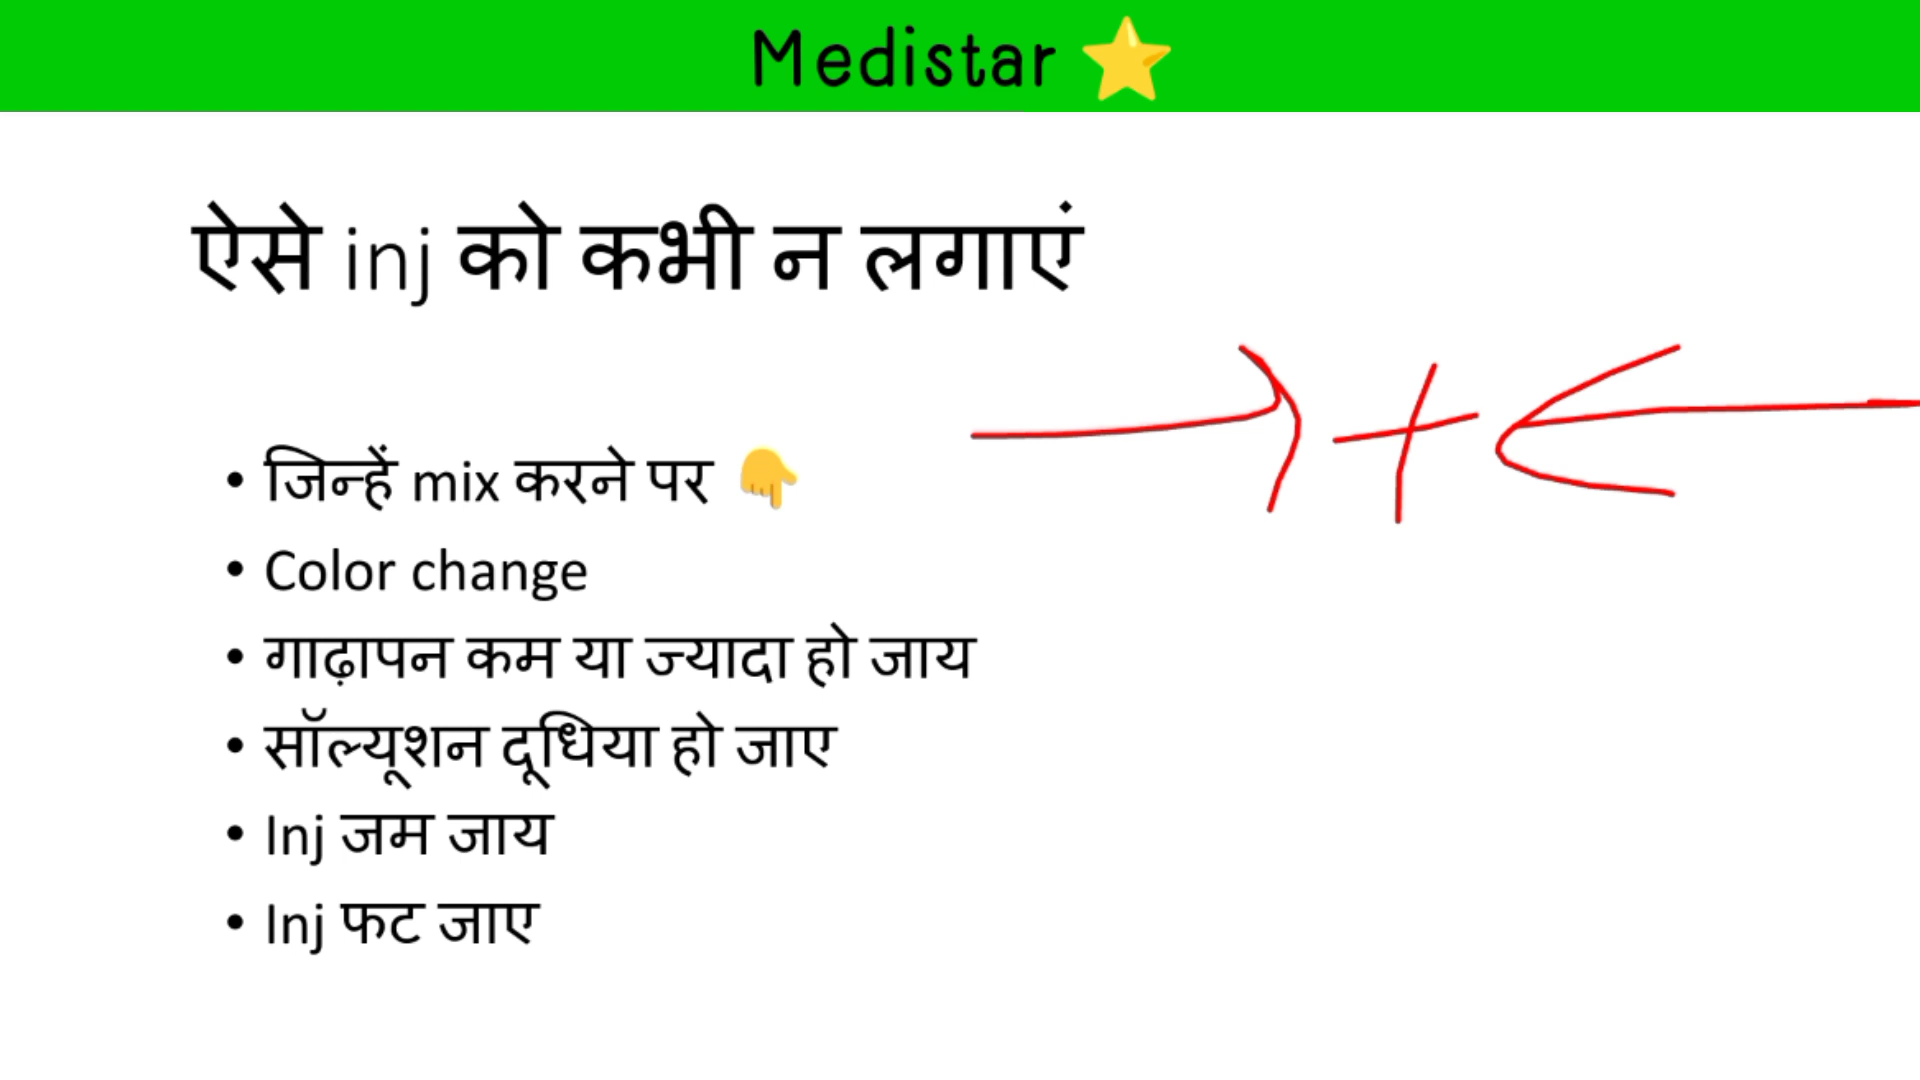 Medistar ⭐
ऐसे inj को कभी न लगाएं
• जिन्हें mix करने पर 👇
• Color change
• गाढ़ापन कम या ज्यादा हो जाय
• सॉल्यूशन दूधिया हो जाए
• Inj जम जाय
• Inj फट जाए
+